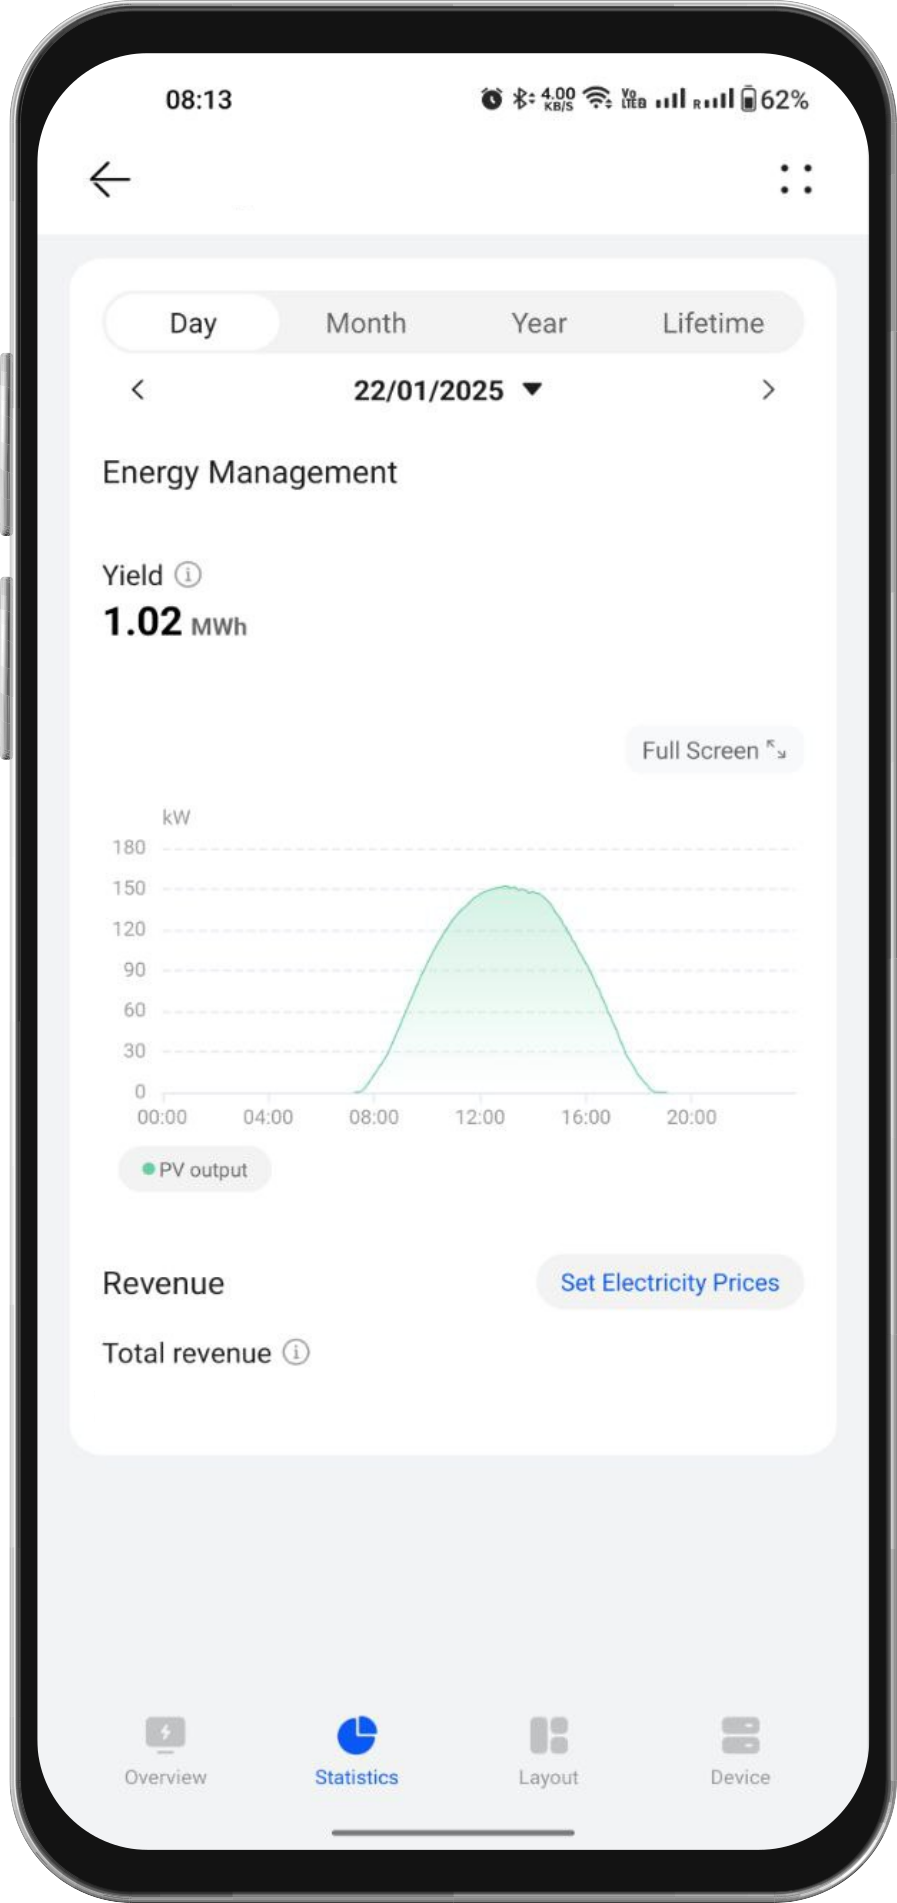 08:13 4.00 KB/S Vo LTE R 62%
Day Month Year Lifetime
22/01/2025
Energy Management
Yield
1.02 MWh
Full Screen
kW
180
150
120
90
60
30
0
00:00 04:00 08:00 12:00 16:00 20:00
PV output
Revenue Set Electricity Prices
Total revenue
Overview Statistics Layout Device